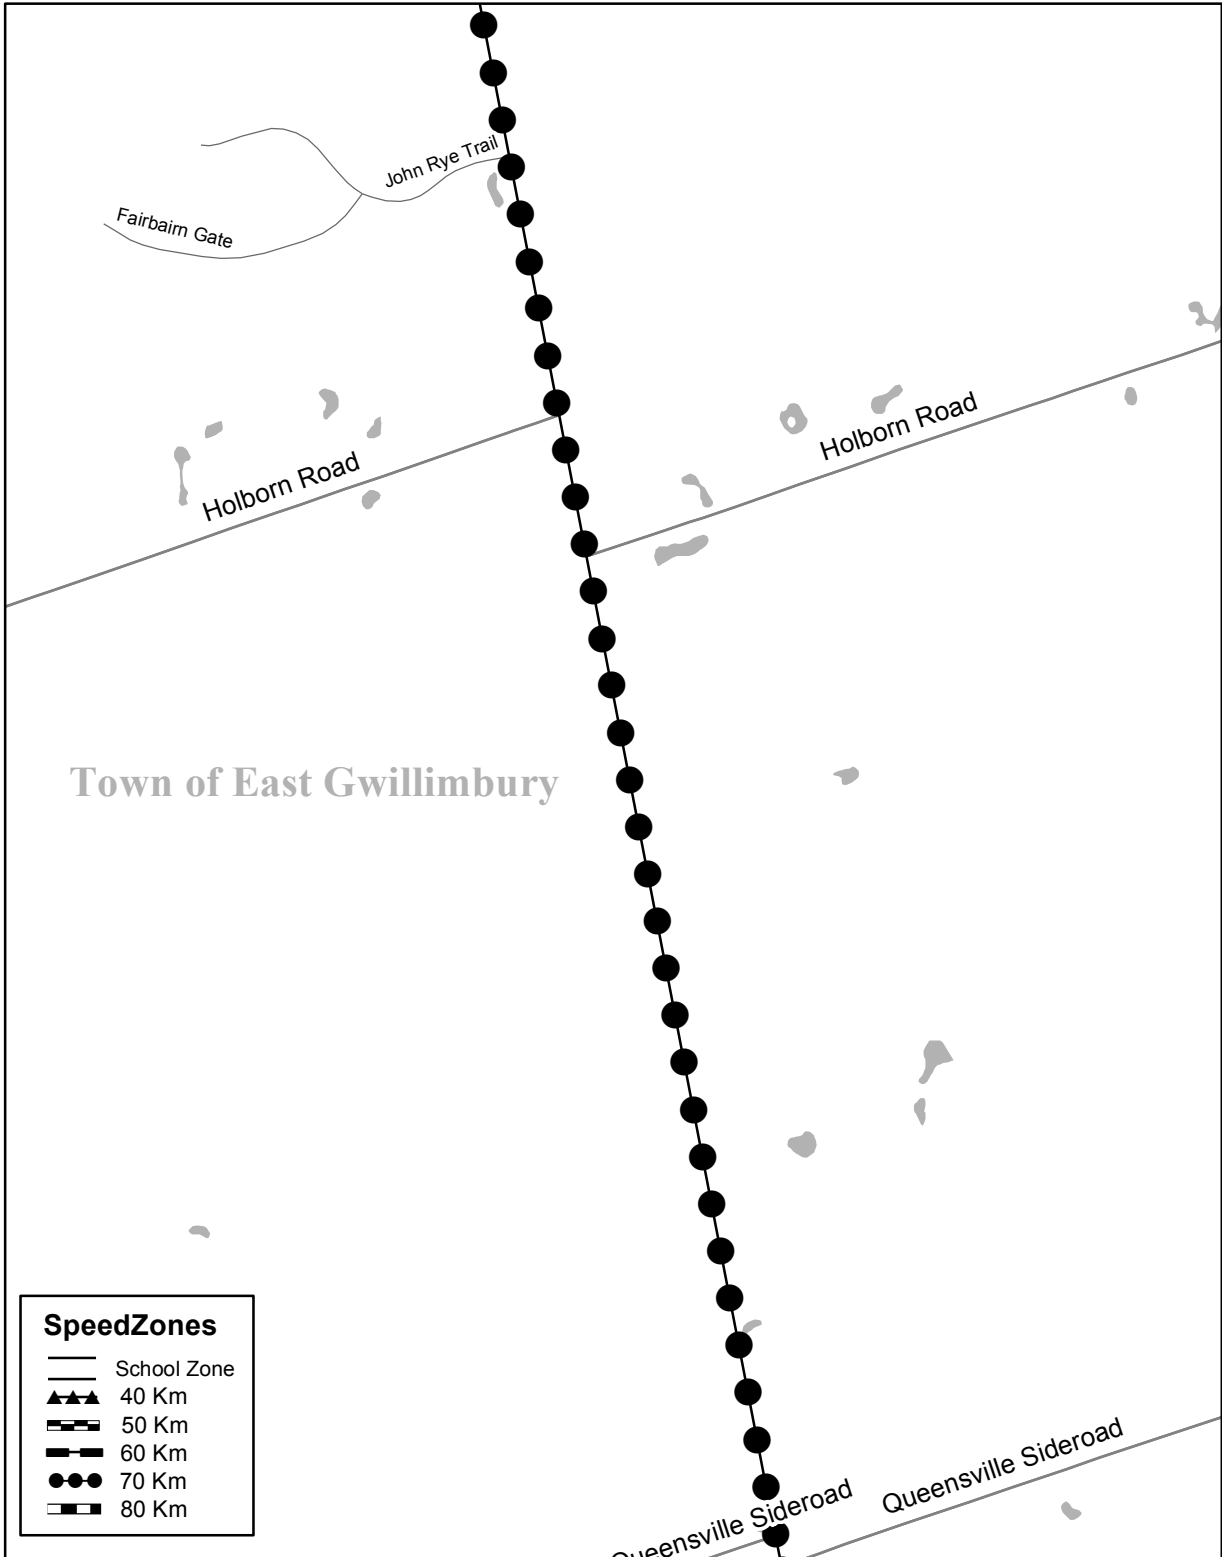 John Rye Trail
Fairbairn Gate
Holborn Road
Holborn Road
Town of East Gwillimbury
SpeedZones
School Zone
40 Km
50 Km
60 Km
70 Km
80 Km
Queensville Sideroad
Queensville Sideroad